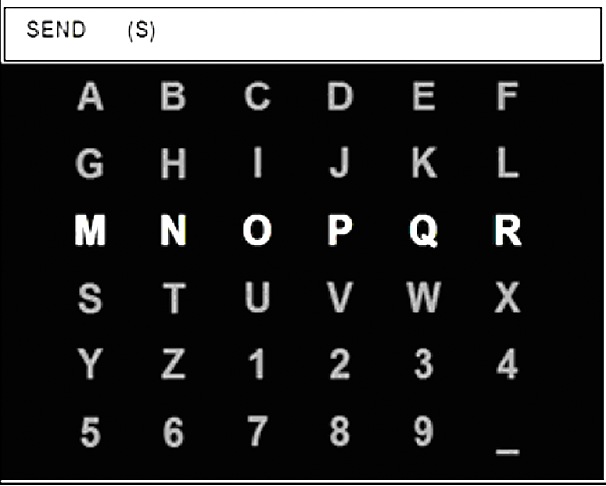 SEND (S)
A B C D E F
G H I J K L
M N O P Q R
S T U V W X
Y Z 1 2 3 4
5 6 7 8 9 _